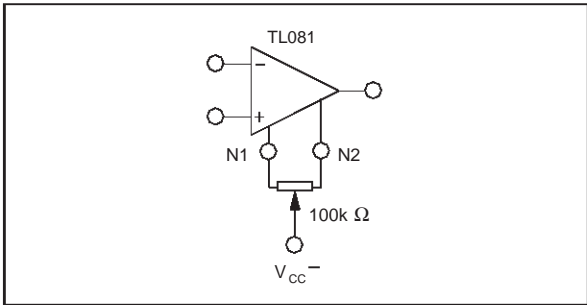 TL081
−
+
N1 N2
100k Ω
VCC−